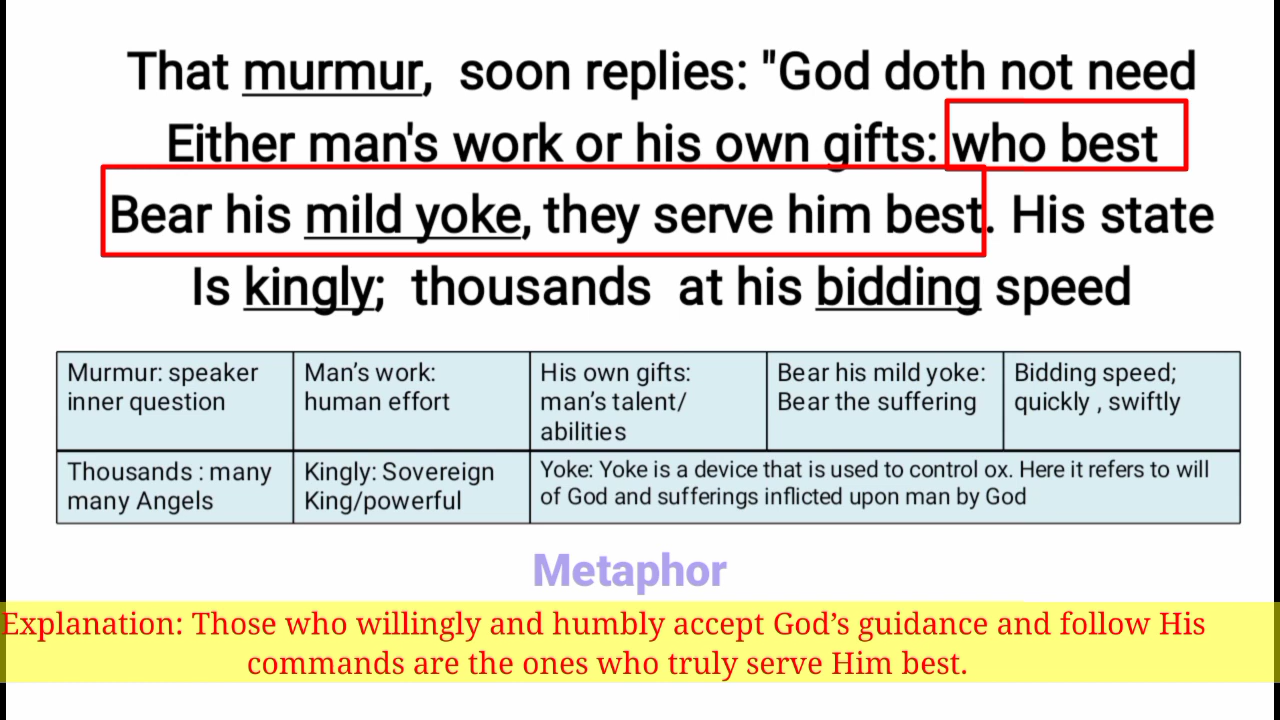 That murmur, soon replies: "God doth not need
Either man's work or his own gifts: who best
Bear his mild yoke, they serve him best. His state
Is kingly; thousands at his bidding speed
Murmur: speaker
inner question
Man’s work:
human effort
His own gifts:
man’s talent/
abilities
Bear his mild yoke:
Bear the suffering
Bidding speed;
quickly , swiftly
Thousands : many
many Angels
Kingly: Sovereign
King/powerful
Yoke: Yoke is a device that is used to control ox. Here it refers to will
of God and sufferings inflicted upon man by God
Metaphor
Explanation: Those who willingly and humbly accept God’s guidance and follow His
commands are the ones who truly serve Him best.